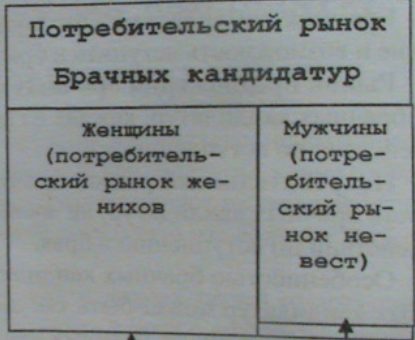 Потребительский рынок
Брачных кандидатур
Женщины
(потребитель-
ский рынок же-
нихов
Мужчины
(потре-
битель-
ский ры-
нок не-
вест)